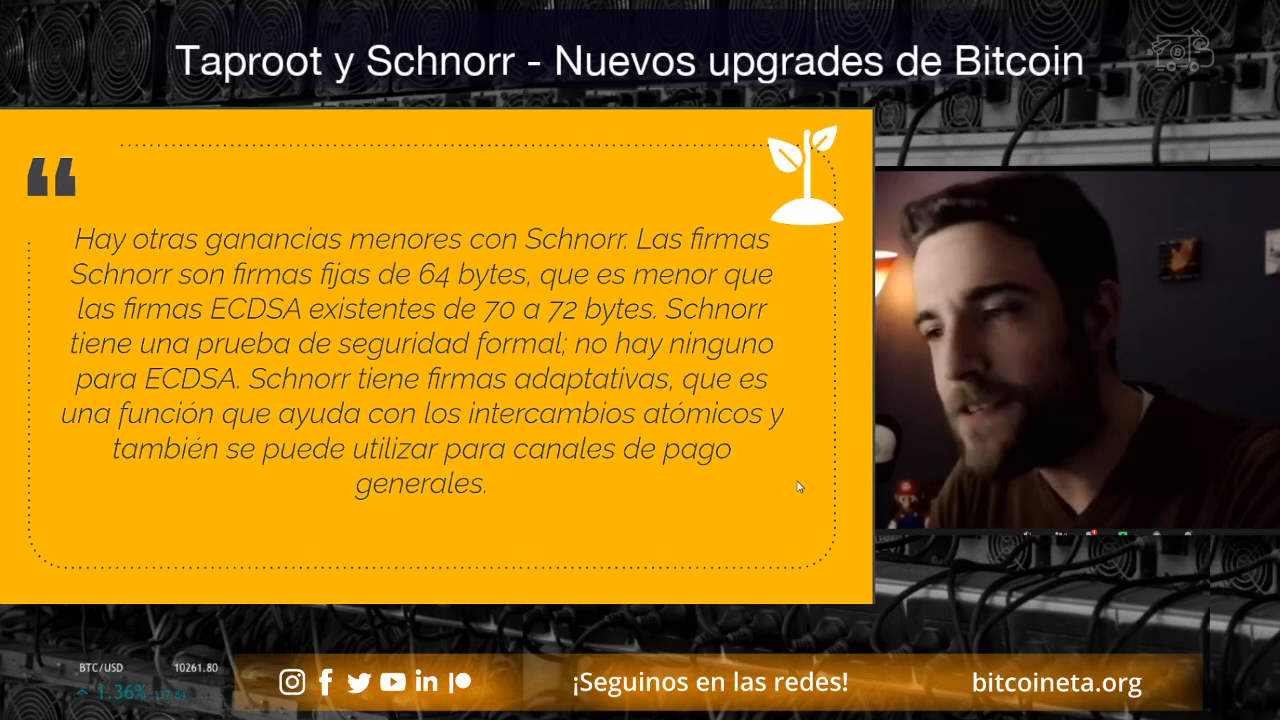 Taproot y Schnorr - Nuevos upgrades de Bitcoin
Hay otras ganancias menores con Schnorr. Las firmas
Schnorr son firmas fijas de 64 bytes, que es menor que
las firmas ECDSA existentes de 70 a 72 bytes. Schnorr
tiene una prueba de seguridad formal; no hay ninguno
para ECDSA. Schnorr tiene firmas adaptativas, que es
una función que ayuda con los intercambios atómicos y
también se puede utilizar para canales de pago
generales.
BTC/USD 10261.80
1.36%
¡Seguinos en las redes!
bitcoineta.org